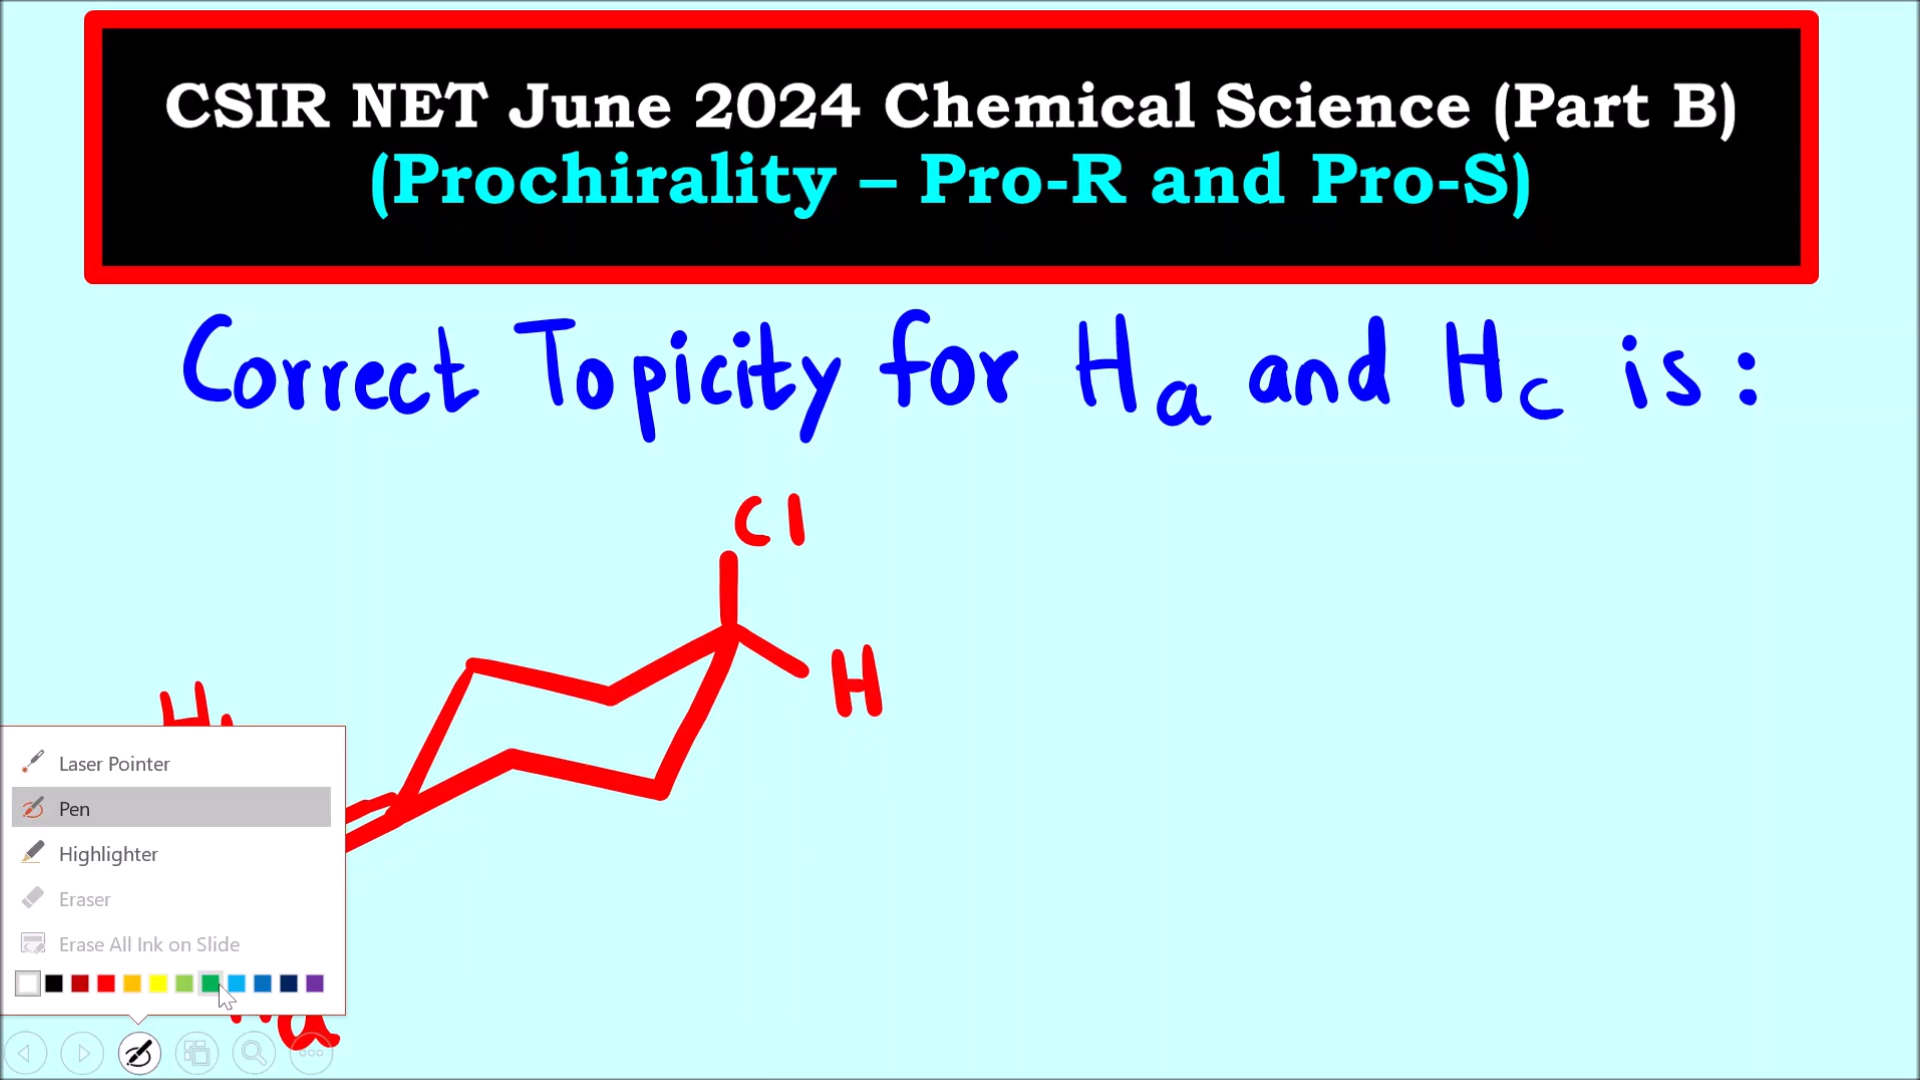 CSIR NET June 2024 Chemical Science (Part B)
(Prochirality – Pro-R and Pro-S)
Correct Topicity for Ha and Hc is:
Cl
H
H
Laser Pointer
Pen
Highlighter
Eraser
Erase All Ink on Slide
a